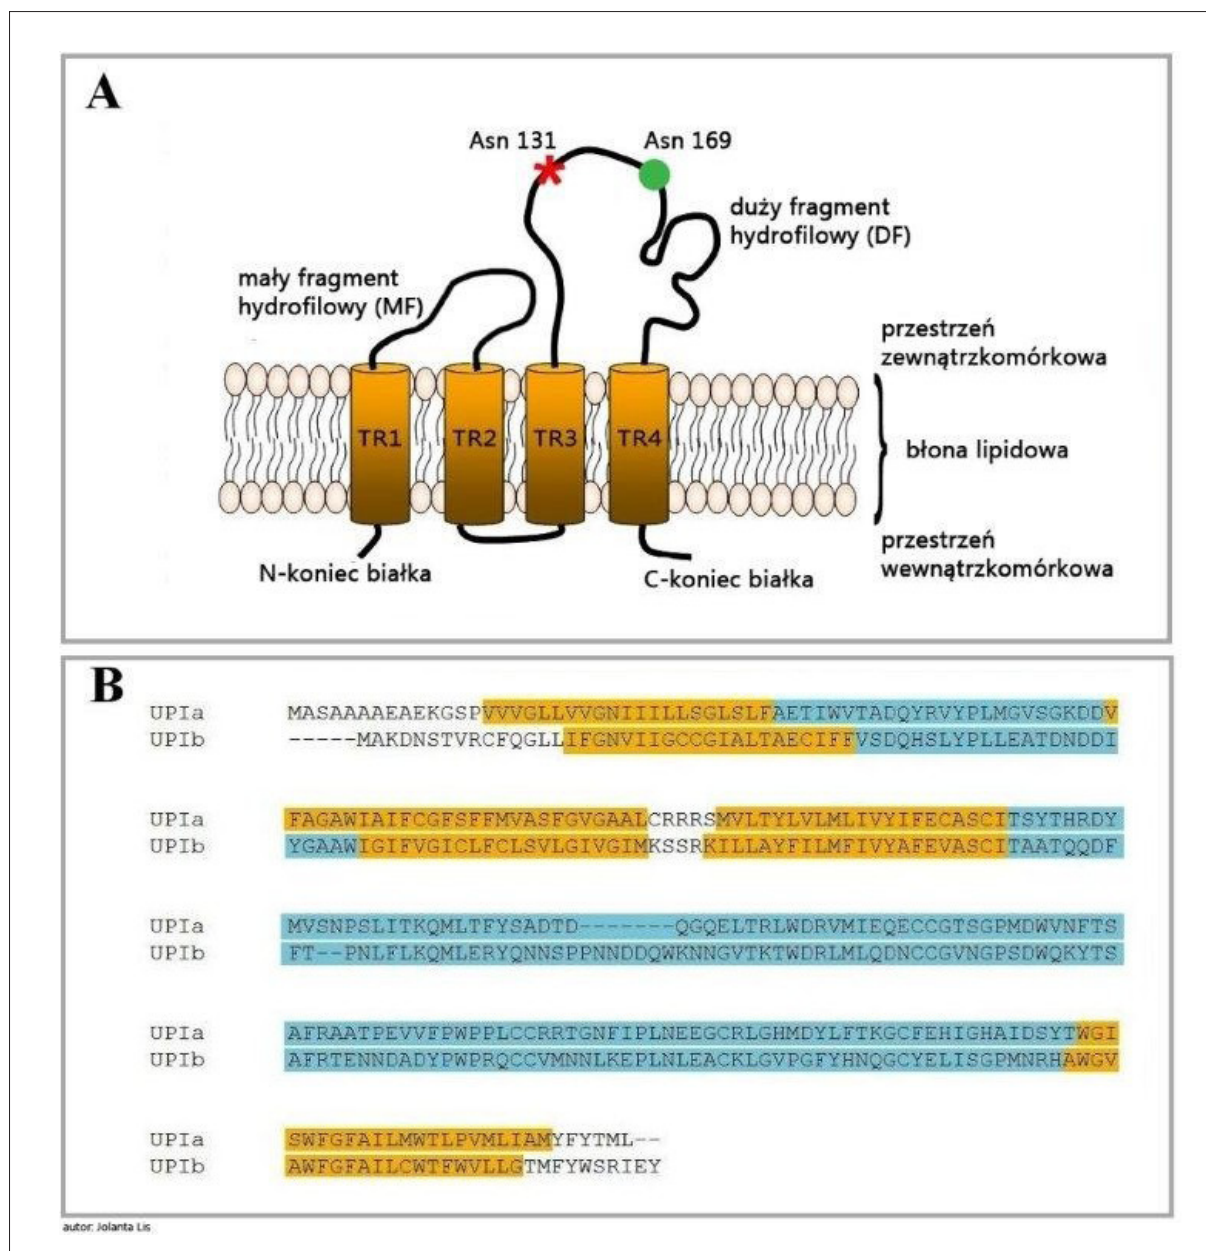 A
Asn 131 Asn 169
duży fragment
hydrofilowy (DF)
mały fragment
hydrofilowy (MF)
przestrzeń
zewnątrzkomórkowa
TR1 TR2 TR3 TR4
błona lipidowa
N-koniec białka
C-koniec białka
przestrzeń
wewnątrzkomórkowa
B
UPIa MASAAAAEAEKGSPVVVGLLVVGNIIILLSGLSLFAETIWVTADQYRVYPLMGVSGKDDV
UPIb -----MAKDNSTVRCFQGLLIFGNVIIGCCGIALTAECIFFVSDQHSLYPLLEATDNDDI
UPIa FAGAWIAIFCGFSFFMVASFGVGAALCRRRSMVLTYLVLMLIVYIFECASCITSYTHRDY
UPIb YGAAWIGIFVGICLFCLSVLGIVGIMKSSRKILLAYFILMFIVYAFEVASCITAATQQDF
UPIa MVSNPSLITKQMLTFYSADTD-------QGQELTRLWDRVMIEQECCGTSGPMDWVNFTS
UPIb FT--PNLFLKQMLERYQNNSPPNNDDQWKNNGVTKTWDRLMLQDNCCGVNGPSDWQKYTS
UPIa AFRAATPEVVFPWPPLCCRRTGNFIPLNEEGCRLGHMDYLFTKGCFEHIGHAIDSYTWGI
UPIb AFRTENNDADYPWPRQCCVMNNLKEPLNLEACKLGVPGFYHNQGCYELISGPMNRHAWGV
UPIa SWFGFAILMWTLPVMLIAMYFYTML--
UPIb AWFGFAILCWTFWVLLGTMFYWSRIEY
autor: Jolanta Lis